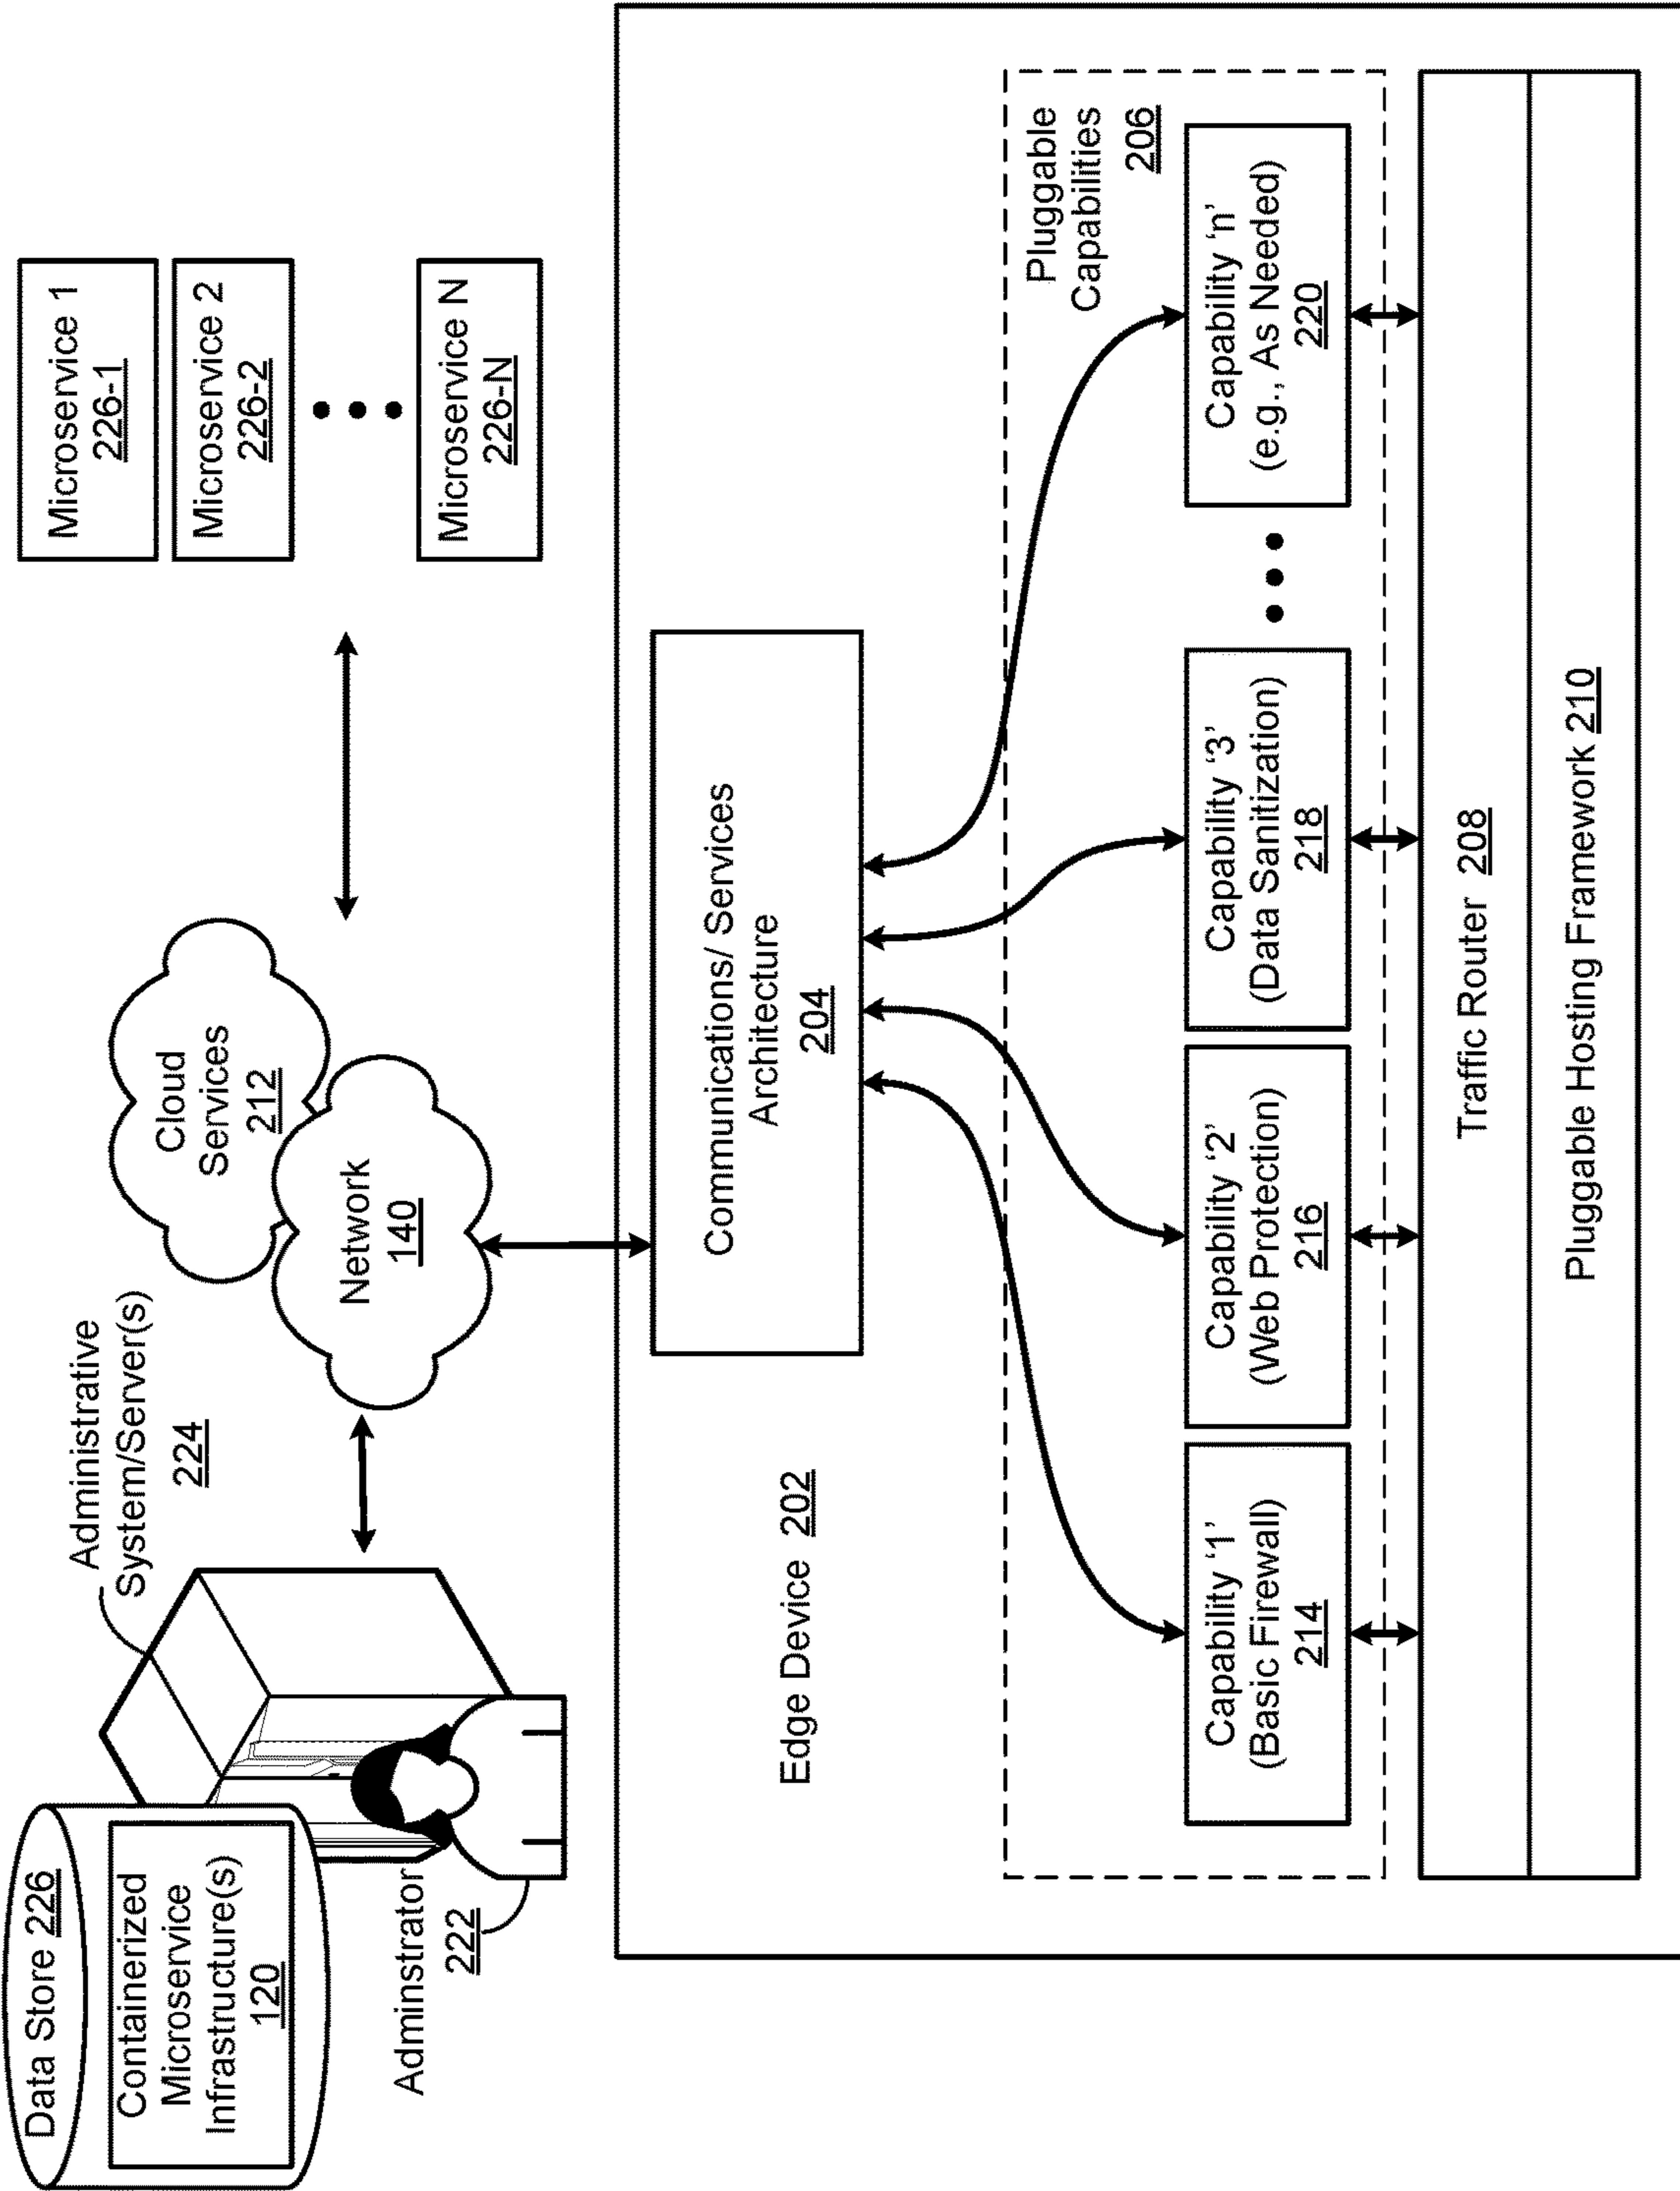 Data Store 226
Containerized
Microservice
Infrastructure(s)
120
Administrator
222
Administrative
System/Server(s)
224
Cloud
Services
212
Network
140
Microservice 1
226-1
Microservice 2
226-2
Microservice N
226-N
Edge Device 202
Communications/ Services
Architecture
204
Pluggable
Capabilities
206
Capability ‘1’
(Basic Firewall)
214
Capability ‘2’
(Web Protection)
216
Capability ‘3’
(Data Sanitization)
218
Capability ‘n’
(e.g., As Needed)
220
Traffic Router 208
Pluggable Hosting Framework 210